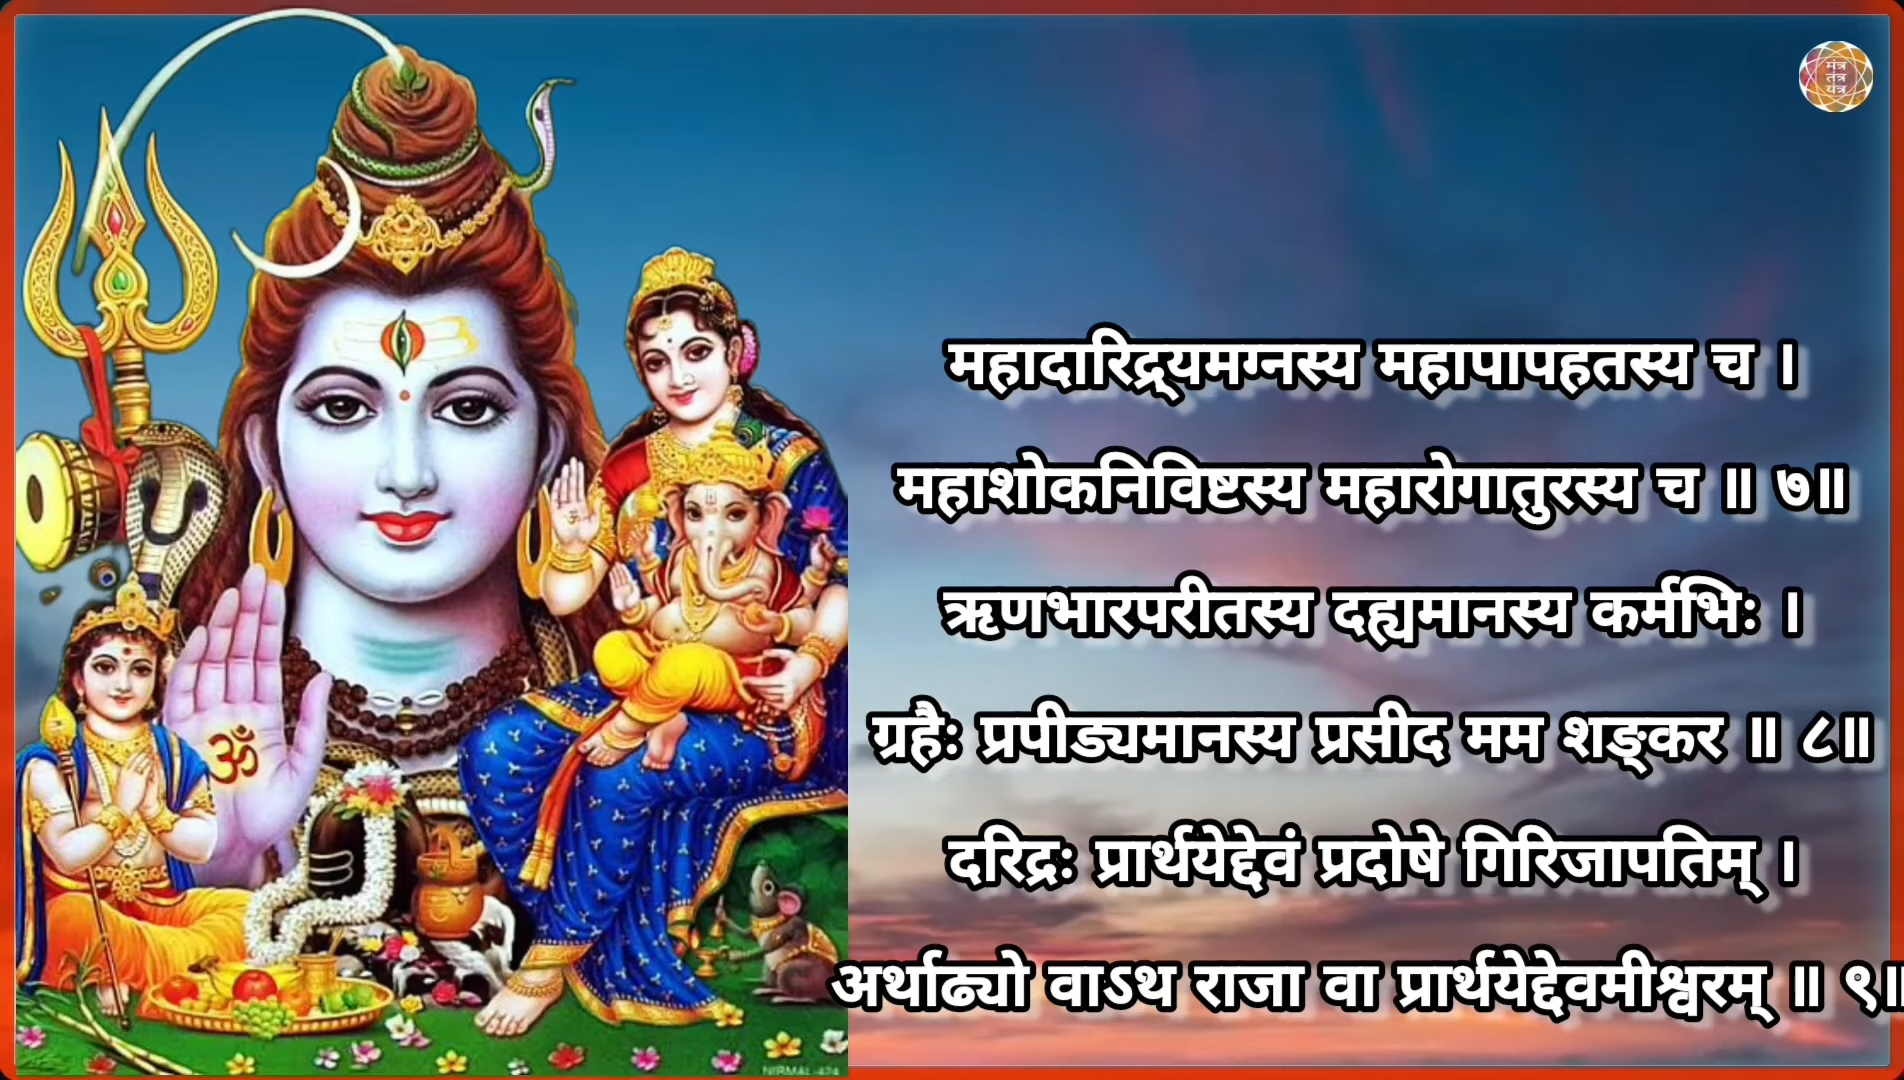 मंत्र
तंत्र
यंत्र
महादारिद्र्यमग्नस्य महापापहतस्य च ।
महाशोकनिविष्टस्य महारोगातुरस्य च ॥ ७॥
ऋणभारपरीतस्य दह्यमानस्य कर्मभिः ।
ग्रहैः प्रपीड्यमानस्य प्रसीद मम शङ्कर ॥ ८॥
दरिद्रः प्रार्थयेद्देवं प्रदोषे गिरिजापतिम् ।
अर्थाढ्यो वाऽथ राजा वा प्रार्थयेद्देवमीश्वरम् ॥ ९॥
ॐ
NIRMAL-424